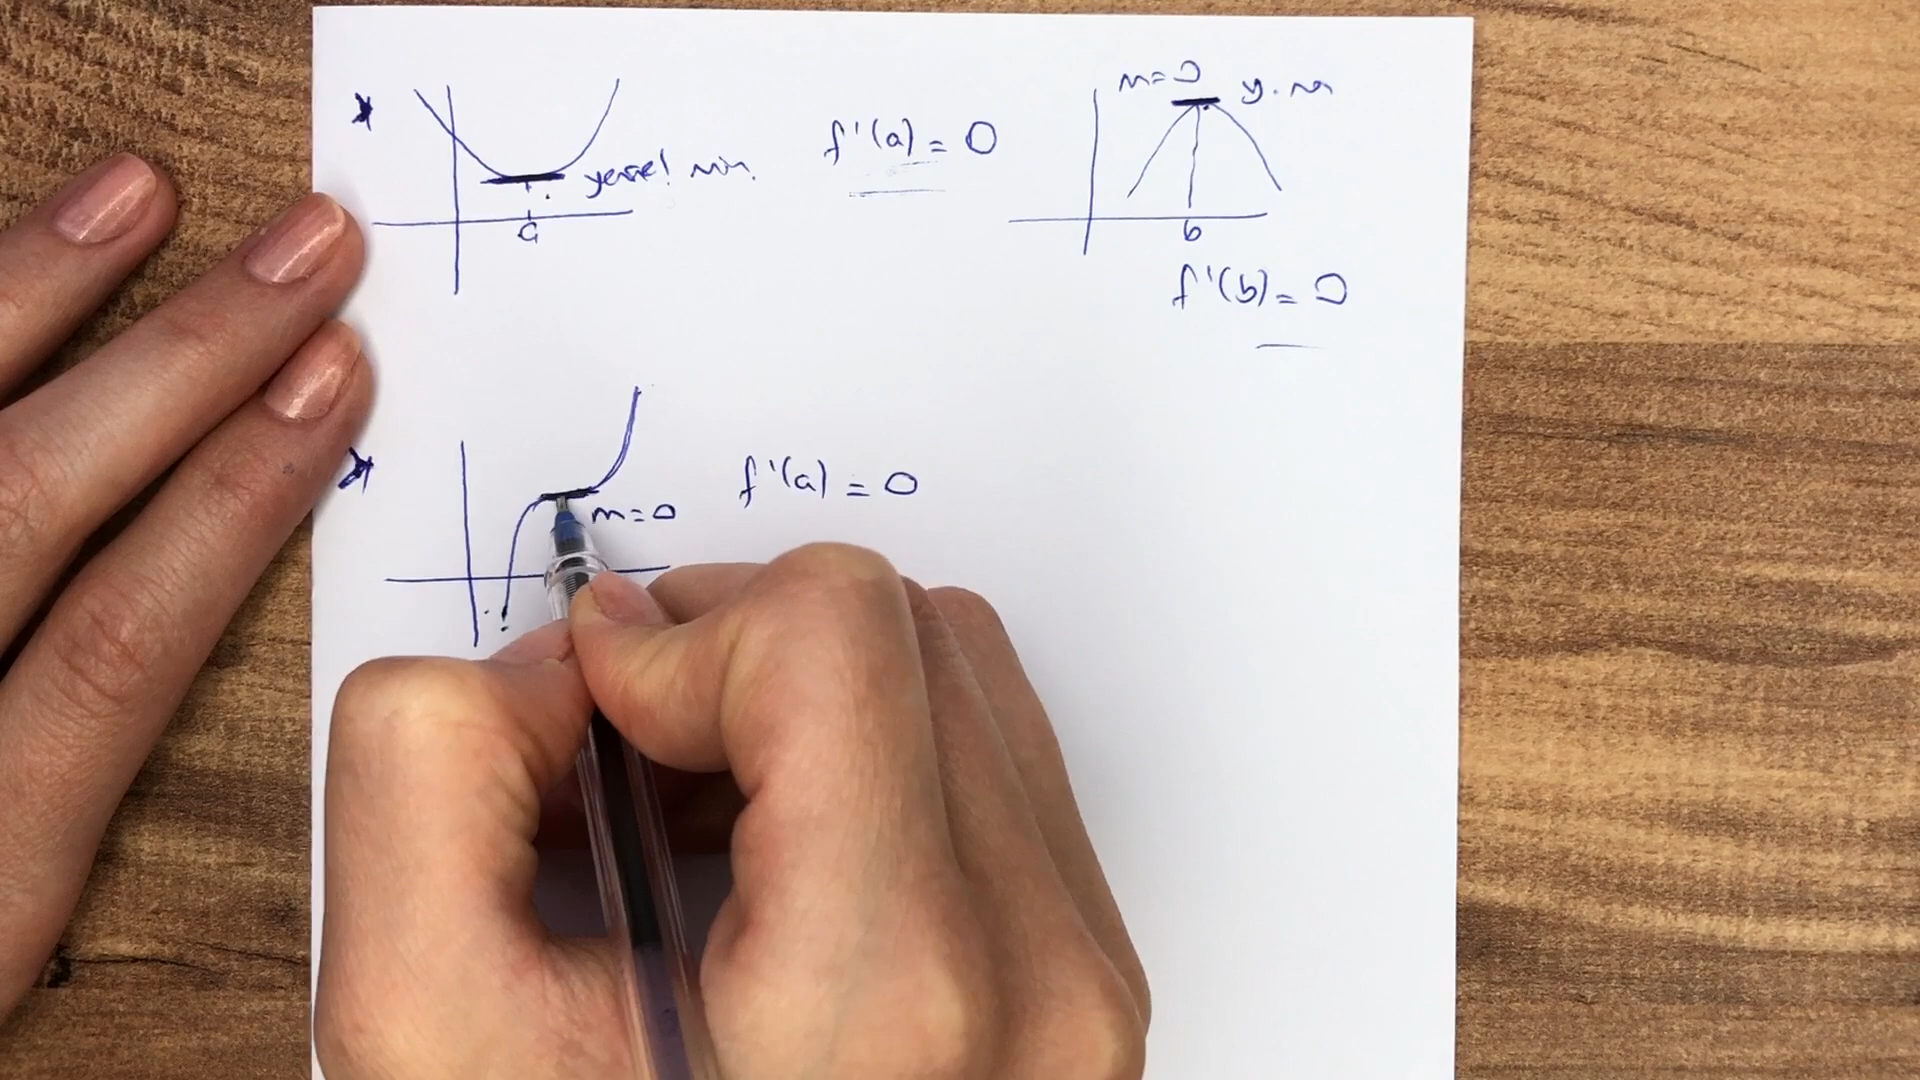 yerel min.
a
f'(a) = 0
m=0 y. m
b
f'(b) = 0
m=0
f'(a) = 0